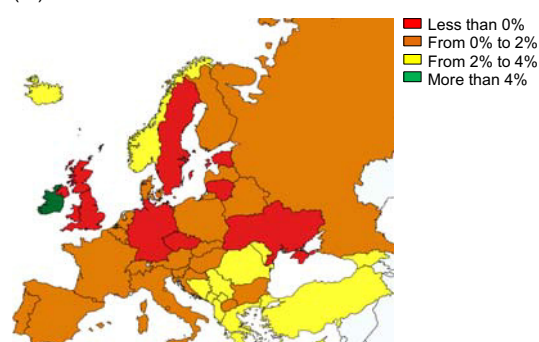 Less than 0%
From 0% to 2%
From 2% to 4%
More than 4%